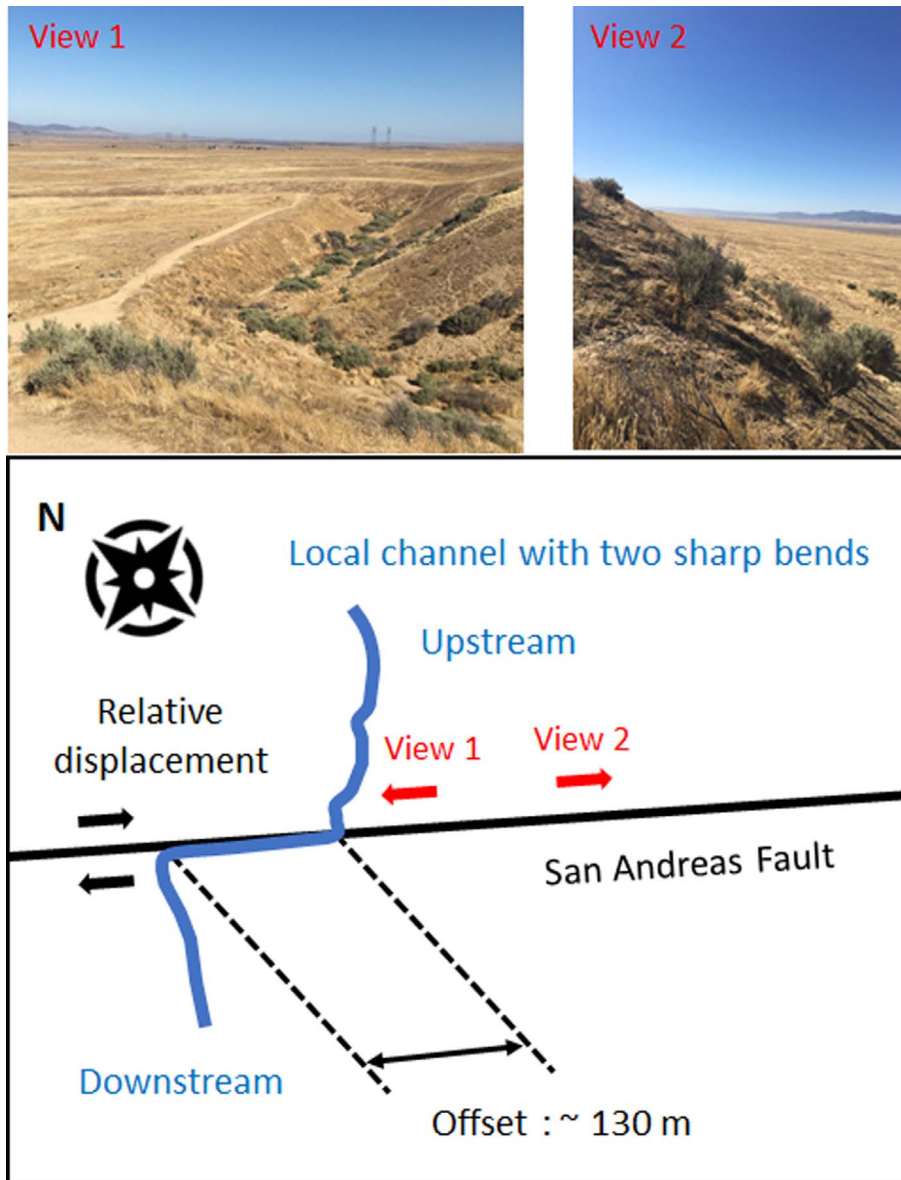 View 1
View 2
N
Local channel with two sharp bends
Upstream
Relative
displacement
View 1
View 2
San Andreas Fault
Downstream
Offset : ~ 130 m